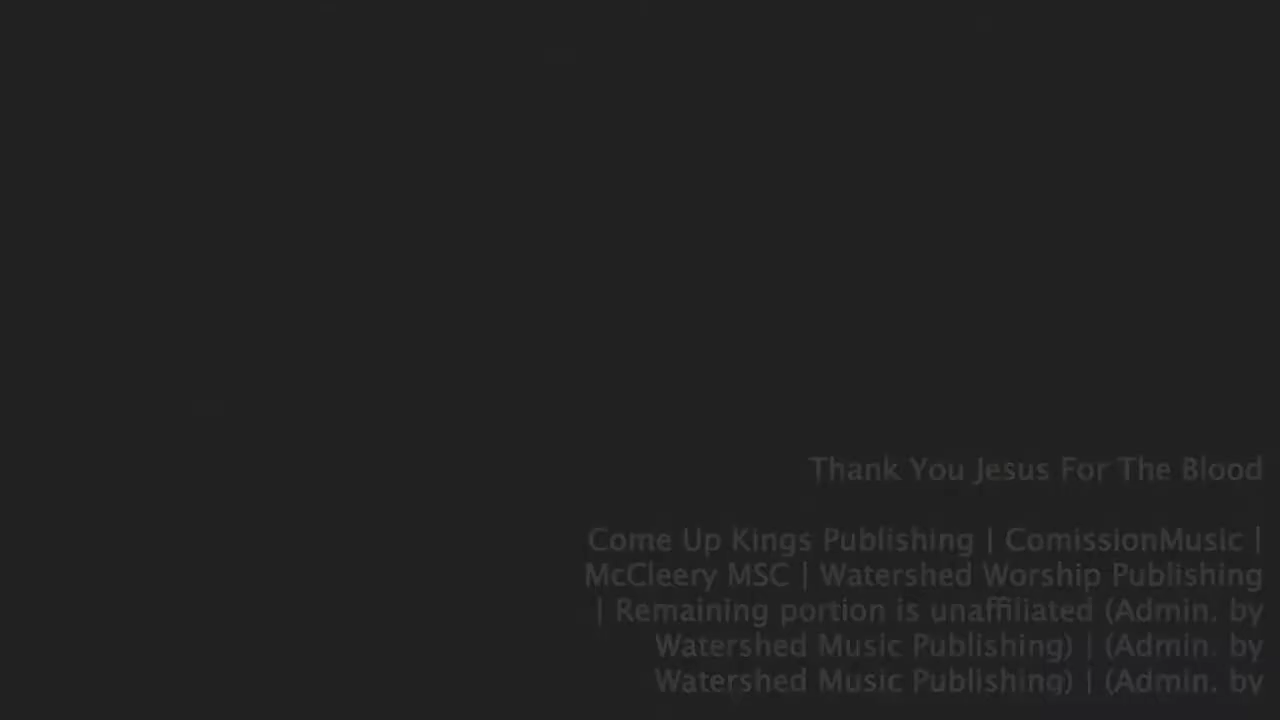 Thank You Jesus For The Blood
Come Up Kings Publishing | ComissionMusic |
McCleery MSC | Watershed Worship Publishing
| Remaining portion is unaffiliated (Admin. by
Watershed Music Publishing) | (Admin. by
Watershed Music Publishing) | (Admin. by